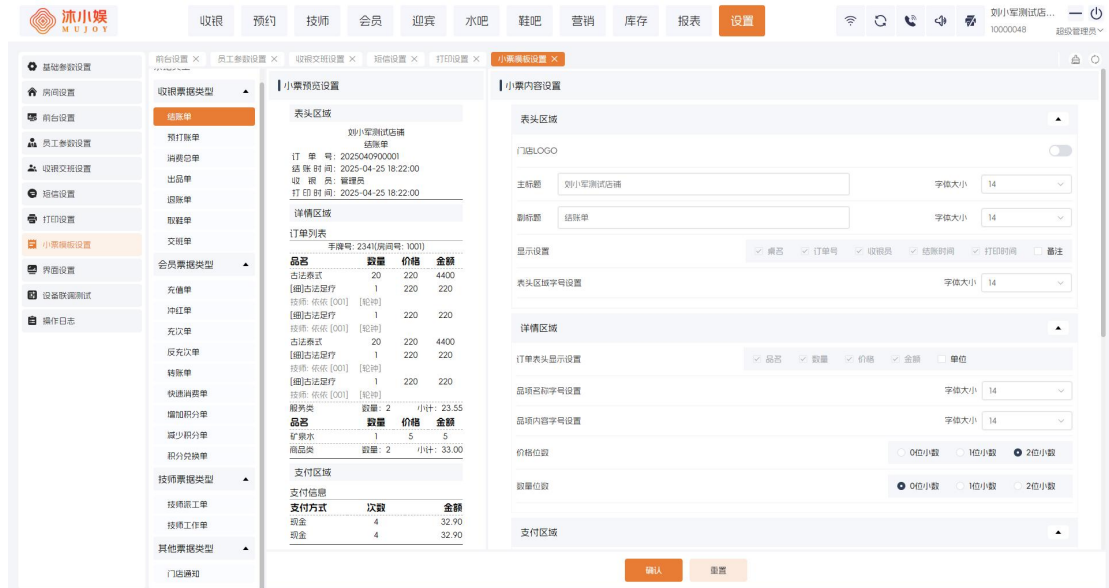 沐小娱
MUJOY
收银 预约 技师 会员 迎宾 水吧 鞋吧 营销 库存 报表 设置
刘小军测试店...
10000048 超级管理员
前台设置 × 员工参数设置 × 收银交班设置 × 短信设置 × 打印设置 × 小票模板设置 ×
基础参数设置
房间设置
前台设置
员工参数设置
收银交班设置
短信设置
打印设置
小票模板设置
界面设置
设备联调测试
操作日志
收银票据类型
结账单
预打账单
消费总单
出品单
退账单
取鞋单
交班单
会员票据类型
充值单
冲红单
充次单
反充次单
转账单
快速消费单
增加积分单
减少积分单
积分兑换单
技师票据类型
技师派工单
技师工作单
其他票据类型
门店通知
小票预览设置
表头区域
刘小军测试店铺
结账单
订 单 号: 2025040900001
结账时间: 2025-04-25 18:22:00
收 银 员: 管理员
打印时间: 2025-04-25 18:22:00
详情区域
订单列表
手牌号: 2341(房间号: 1001)
品名 数量 价格 金额
古法泰式 20 220 4400
[细]古法足疗 1 220 220
技师: 依依 [001] [轮钟]
[细]古法足疗 1 220 220
技师: 依依 [001] [轮钟]
古法泰式 20 220 4400
[细]古法足疗 1 220 220
技师: 依依 [001] [轮钟]
[细]古法足疗 1 220 220
技师: 依依 [001] [轮钟]
服务类 数量: 2 小计: 23.55
品名 数量 价格 金额
矿泉水 1 5 5
商品类 数量: 2 小计: 33.00
支付区域
支付信息
支付方式 次数 金额
现金 4 32.90
现金 4 32.90
小票内容设置
表头区域
门店LOGO
主标题 刘小军测试店铺 字体大小 14
副标题 结账单 字体大小 14
显示设置 桌名 订单号 收银员 结账时间 打印时间 备注
表头区域字号设置 字体大小 14
详情区域
订单表头显示设置 品名 数量 价格 金额 单位
品项名称字号设置 字体大小 14
品项内容字号设置 字体大小 14
价格位数 0位小数 1位小数 2位小数
数量位数 0位小数 1位小数 2位小数
支付区域
确认 重置